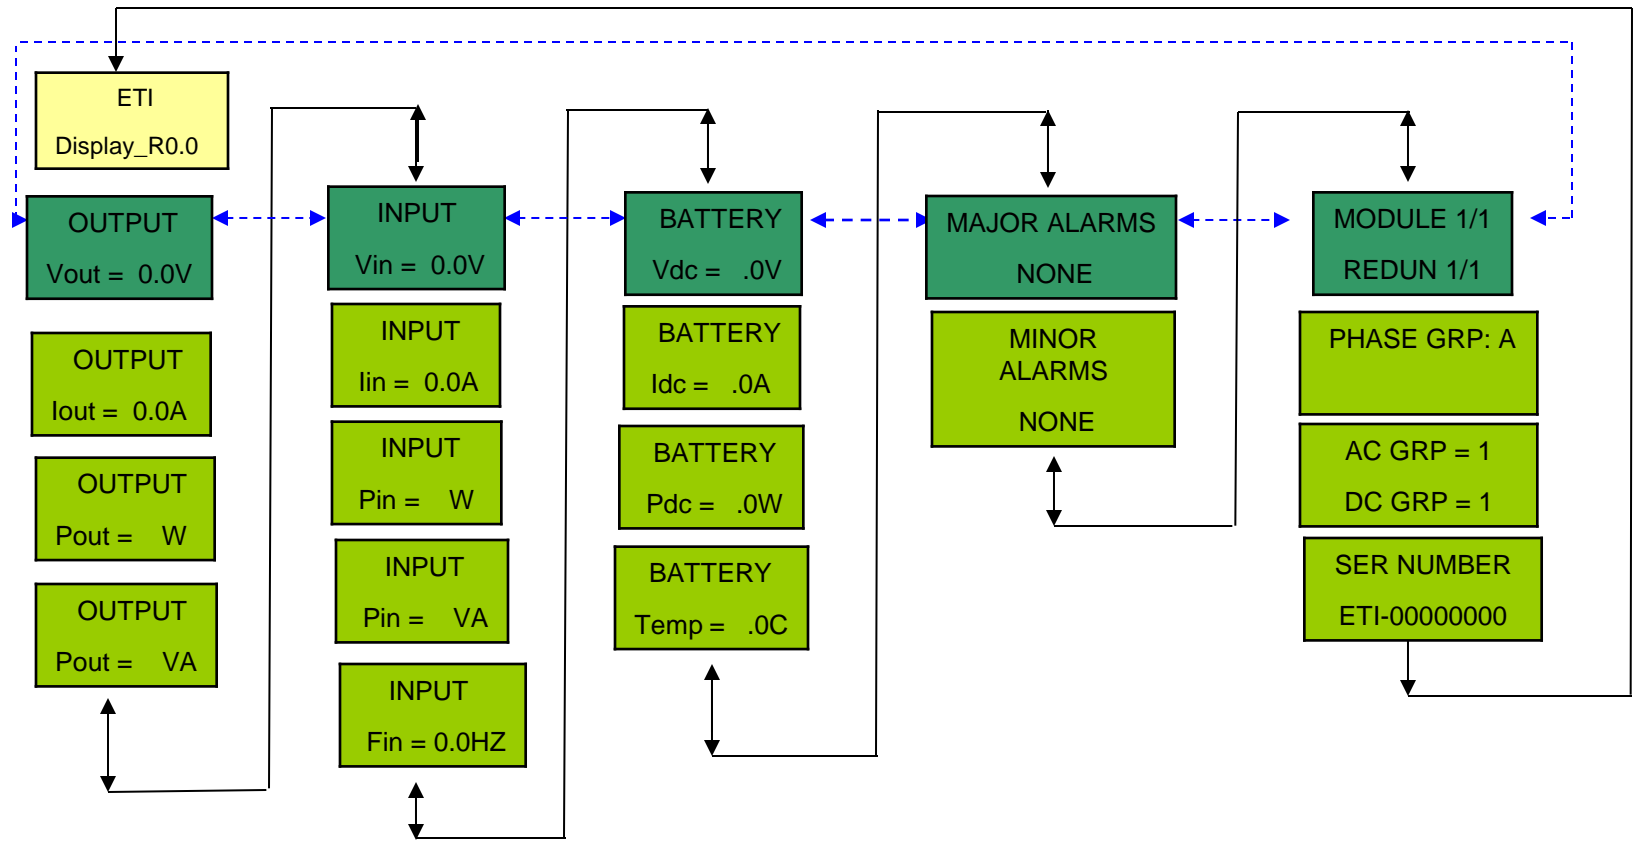 ETI
Display_R0.0
OUTPUT
Vout = 0.0V
OUTPUT
Iout = 0.0A
OUTPUT
Pout = W
OUTPUT
Pout = VA
INPUT
Vin = 0.0V
INPUT
Iin = 0.0A
INPUT
Pin = W
INPUT
Pin = VA
INPUT
Fin = 0.0HZ
BATTERY
Vdc = .0V
BATTERY
Idc = .0A
BATTERY
Pdc = .0W
BATTERY
Temp = .0C
MAJOR ALARMS
NONE
MINOR
ALARMS
NONE
MODULE 1/1
REDUN 1/1
PHASE GRP: A
AC GRP = 1
DC GRP = 1
SER NUMBER
ETI-00000000